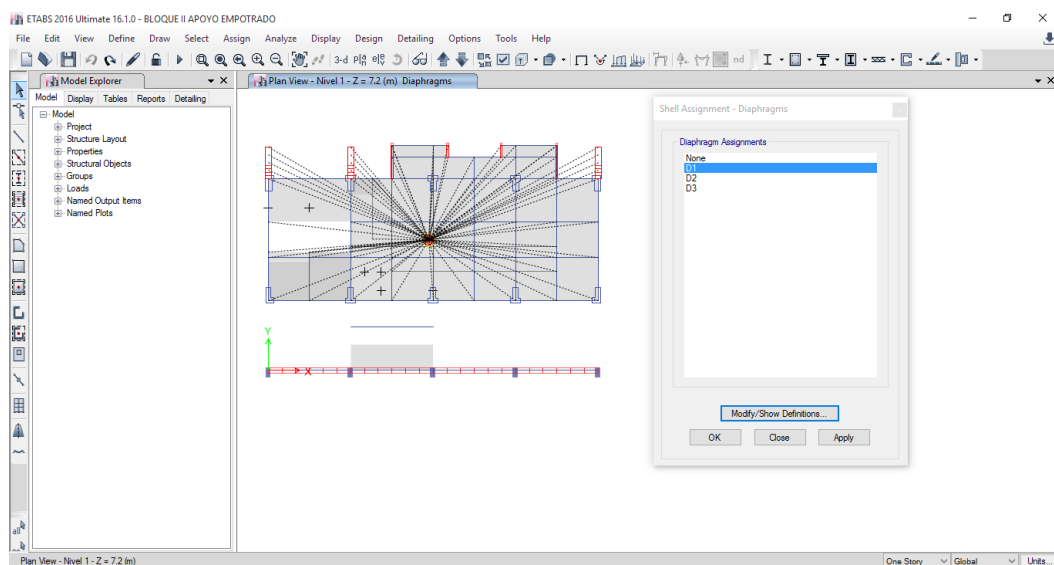 ETABS 2016 Ultimate 16.1.0 - BLOQUE II APOYO EMPOTRADO
File Edit View Define Draw Select Assign Analyze Display Design Detailing Options Tools Help
3-d
nd
Model Explorer
Model Display Tables Reports Detailing
Model
Project
Structure Layout
Properties
Structural Objects
Groups
Loads
Named Output Items
Named Plots
all
Plan View - Nivel 1 - Z = 7.2 (m) Diaphragms
Y
X
Shell Assignment - Diaphragms
Diaphragm Assignments
None
D1
D2
D3
Modify/Show Definitions...
OK Close Apply
Plan View - Nivel 1 - Z = 7.2 (m)
One Story Global Units...